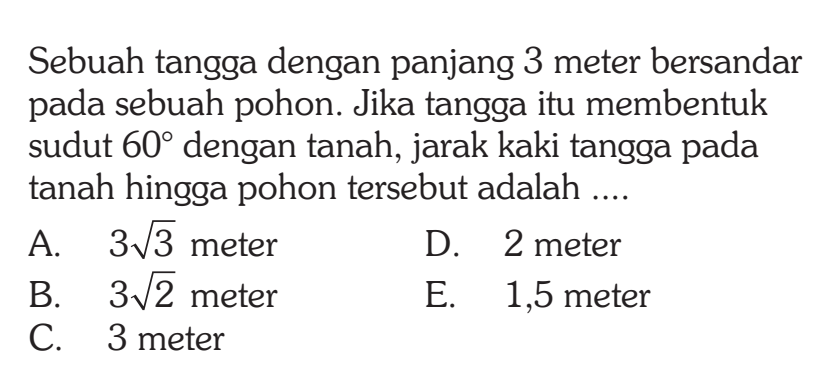 Sebuah tangga dengan panjang 3 meter bersandar
pada sebuah pohon. Jika tangga itu membentuk
sudut 60° dengan tanah, jarak kaki tangga pada
tanah hingga pohon tersebut adalah ....
A. 3√3 meter D. 2 meter
B. 3√2 meter E. 1,5 meter
C. 3 meter